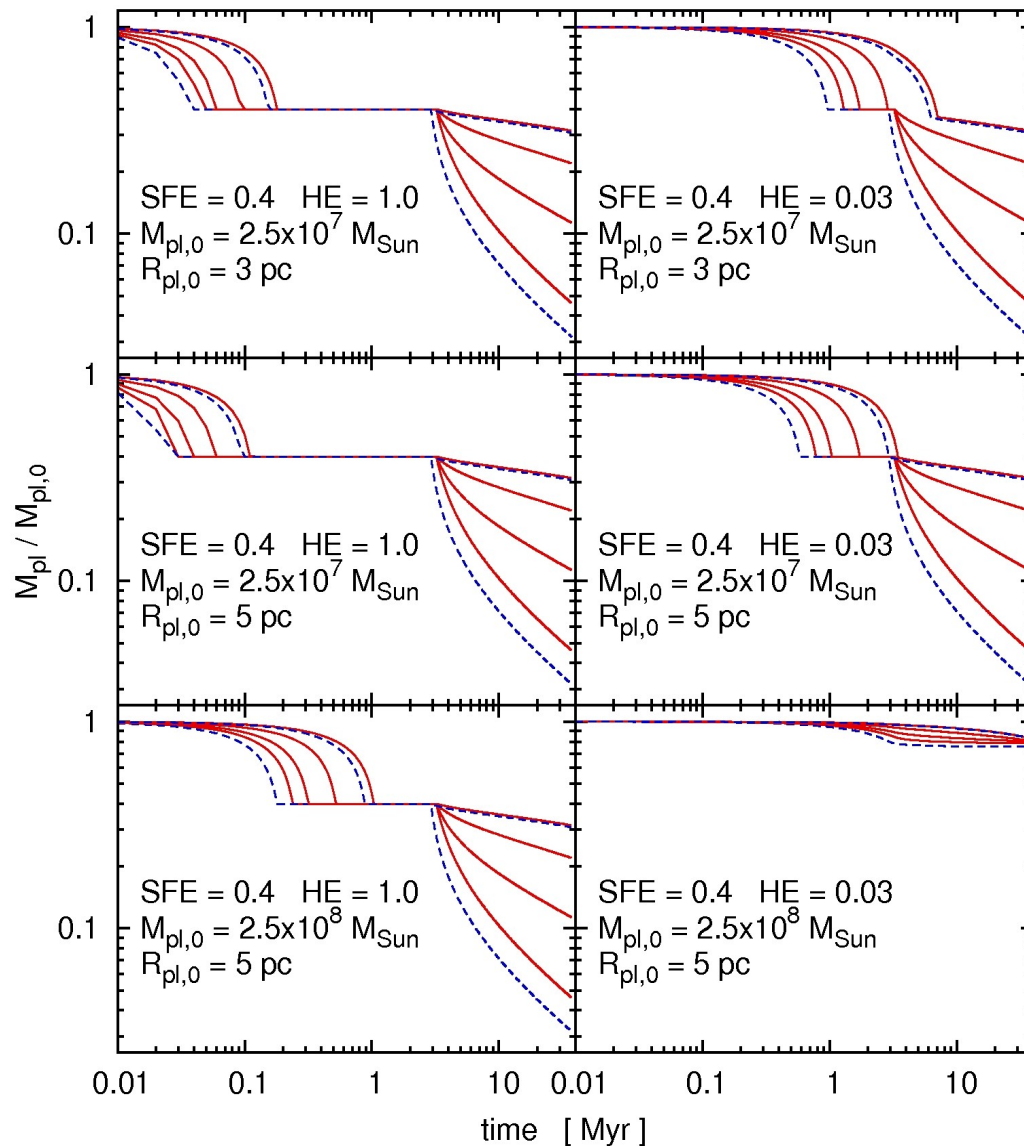 1
0.1
SFE = 0.4 HE = 1.0
M_pl,0 = 2.5x10^7 M_Sun
R_pl,0 = 3 pc
SFE = 0.4 HE = 0.03
M_pl,0 = 2.5x10^7 M_Sun
R_pl,0 = 3 pc
1
0.1
M_pl / M_pl,0
SFE = 0.4 HE = 1.0
M_pl,0 = 2.5x10^7 M_Sun
R_pl,0 = 5 pc
SFE = 0.4 HE = 0.03
M_pl,0 = 2.5x10^7 M_Sun
R_pl,0 = 5 pc
1
0.1
SFE = 0.4 HE = 1.0
M_pl,0 = 2.5x10^8 M_Sun
R_pl,0 = 5 pc
SFE = 0.4 HE = 0.03
M_pl,0 = 2.5x10^8 M_Sun
R_pl,0 = 5 pc
0.01 0.1 1 10 0.01 0.1 1 10
time [ Myr ]